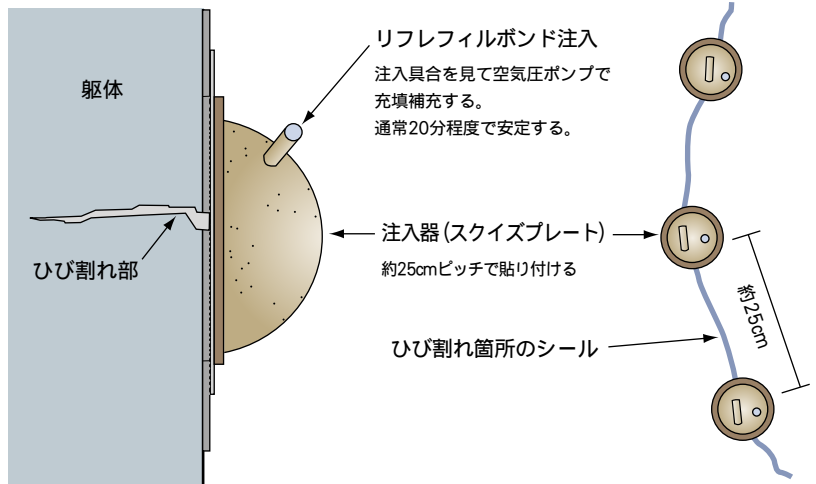 リフレフィルボンド注入
注入具合を見て空気圧ポンプで
充填補充する。
通常20分程度で安定する。
躯体
注入器（スクイズプレート）
約25cmピッチで貼り付ける
ひび割れ部
約25cm
ひび割れ箇所のシール